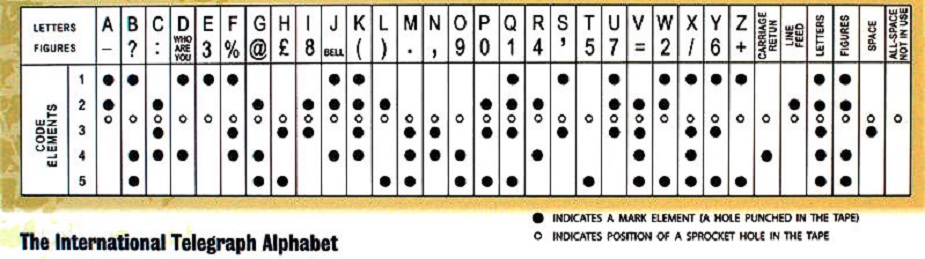 LETTERS A B C D E F G H I J K L M N O P Q R S T U V W X Y Z CARRIAGE RETUN LINE FEED LETTERS FIGURES SPACE ALL-SPACE NOT IN USE
FIGURES – ? : WHO ARE YOU 3 % @ £ 8 BELL ( ) . , 9 0 1 4 ' 5 7 = 2 / 6 +
CODE ELEMENTS
1
2
3
4
5
INDICATES A MARK ELEMENT (A HOLE PUNCHED IN THE TAPE)
INDICATES POSITION OF A SPROCKET HOLE IN THE TAPE
The International Telegraph Alphabet